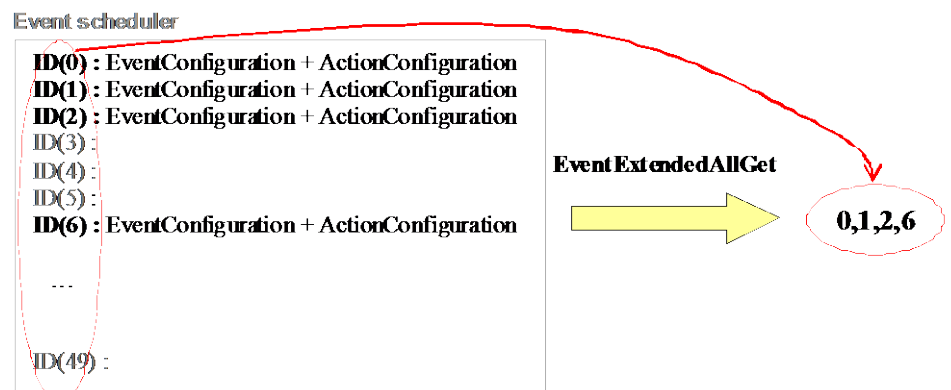 Event scheduler
ID(0) : EventConfiguration + ActionConfiguration
ID(1) : EventConfiguration + ActionConfiguration
ID(2) : EventConfiguration + ActionConfiguration
ID(3) :
ID(4) :
ID(5) :
ID(6) : EventConfiguration + ActionConfiguration
...
ID(49) :
EventExtendedAllGet
0,1,2,6